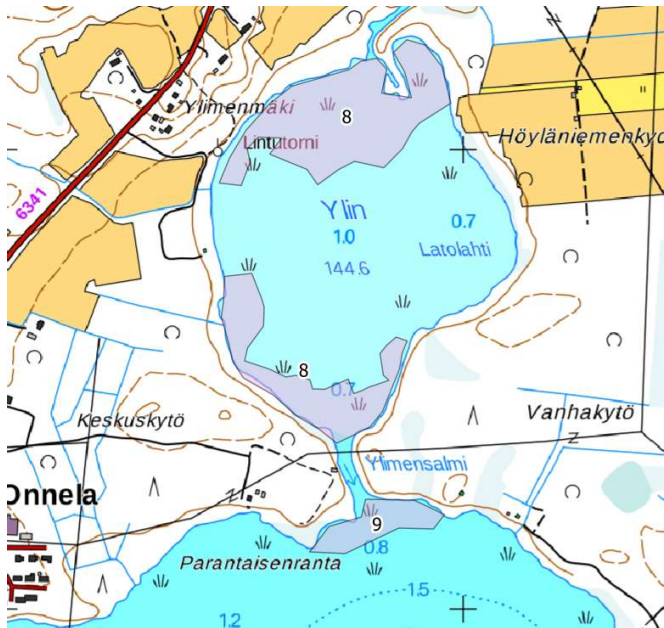 Ylimenmäki
8
Lintutorni
Höyläniemenkyd
6341
Ylin
1.0
0.7
Latolahti
144.6
8
0.7
Keskuskytö
Vanhakytö
Ylimensalmi
Onnela
9
0.8
Parantaisenranta
1.5
1.2